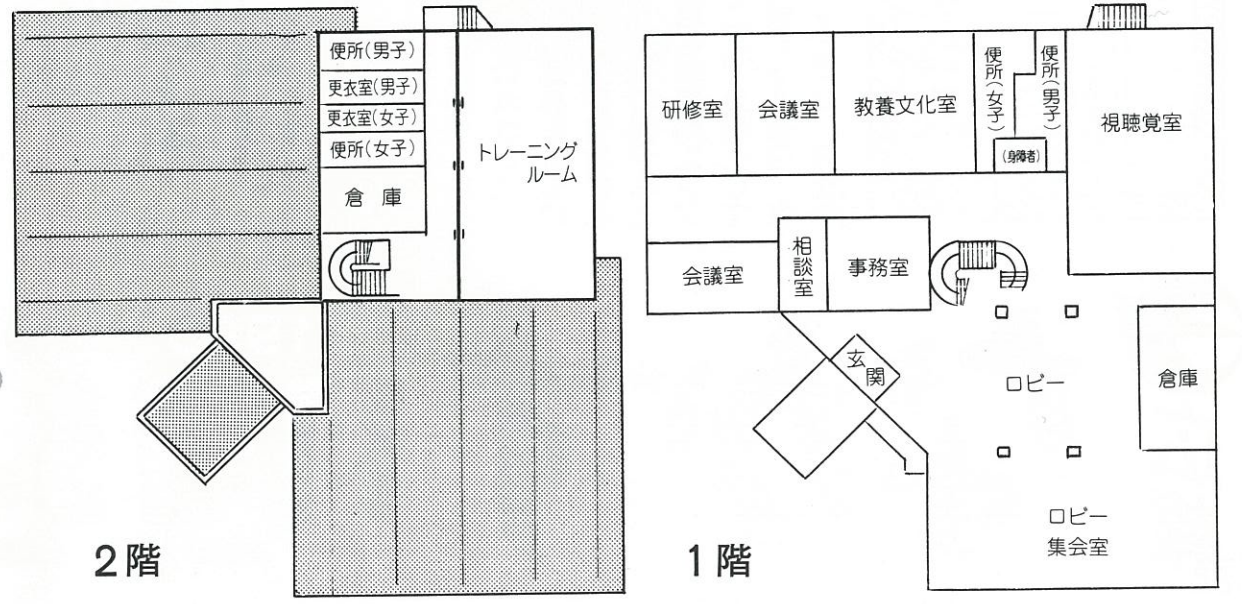 便所(男子)
更衣室(男子)
更衣室(女子)
便所(女子)
倉庫
トレーニング
ルーム
2階
研修室
会議室
教養文化室
便所(女子)
便所(男子)
(身障者)
視聴覚室
会議室
相談室
事務室
玄関
ロビー
倉庫
ロビー
集会室
1階